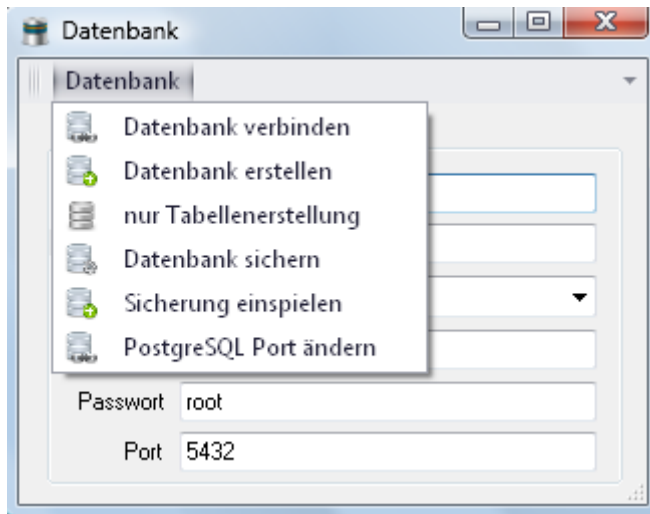 Datenbank
Datenbank
Datenbank verbinden
Datenbank erstellen
nur Tabellenerstellung
Datenbank sichern
Sicherung einspielen
PostgreSQL Port ändern
Passwort root
Port 5432